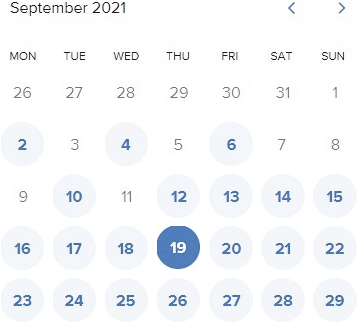 September 2021
MON TUE WED THU FRI SAT SUN
26 27 28 29 30 31 1
2 3 4 5 6 7 8
9 10 11 12 13 14 15
16 17 18 19 20 21 22
23 24 25 26 27 28 29